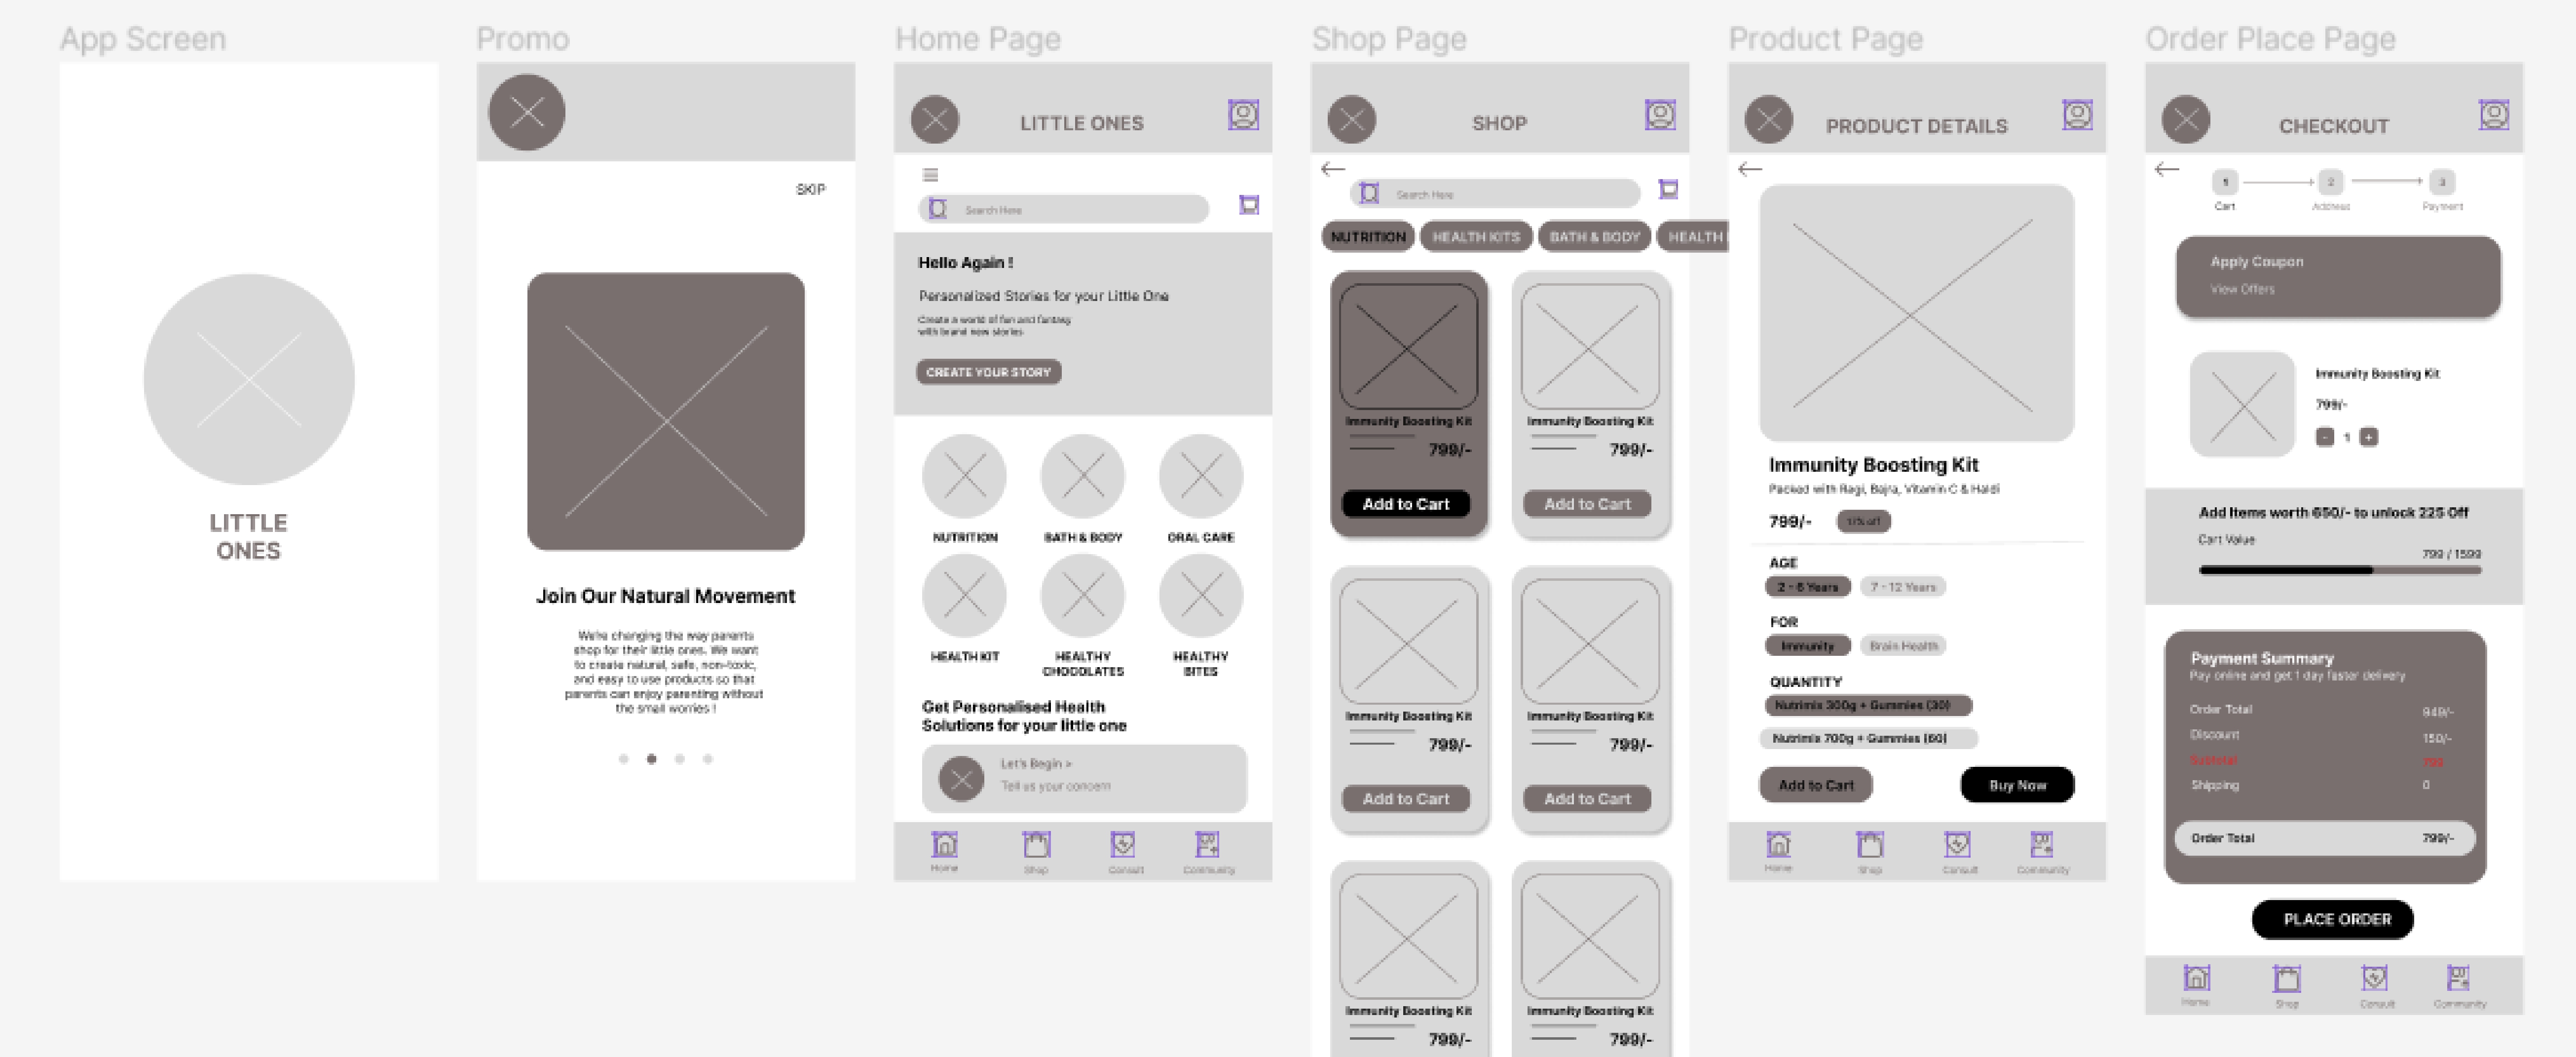 App Screen
LITTLE
ONES
Promo
SKIP
Join Our Natural Movement
We're changing the way parents
shop for their little ones. We want
to create natural, safe, non-toxic,
and easy to use products so that
parents can enjoy parenting without
the small worries !
Home Page
LITTLE ONES
Search Here
Hello Again !
Personalized Stories for your Little One
Create a world of fun and fantasy
with brand new stories
CREATE YOUR STORY
NUTRITION
BATH & BODY
ORAL CARE
HEALTH KIT
HEALTHY
CHOCOLATES
HEALTHY
BITES
Get Personalised Health
Solutions for your little one
Let's Begin >
Tell us your concern
Home
Shop
Consult
Community
Shop Page
SHOP
Search Here
NUTRITION
HEALTH KITS
BATH & BODY
HEALTH
Immunity Boosting Kit
799/-
Add to Cart
Immunity Boosting Kit
799/-
Add to Cart
Immunity Boosting Kit
799/-
Add to Cart
Immunity Boosting Kit
799/-
Add to Cart
Immunity Boosting Kit
799/-
Immunity Boosting Kit
799/-
Product Page
PRODUCT DETAILS
Immunity Boosting Kit
Packed with Ragi, Bajra, Vitamin C & Haldi
799/-
off
AGE
2 - 6 Years
7 - 12 Years
FOR
Immunity
Brain Health
QUANTITY
Nutrimix 300g + Gummies (30)
Nutrimix 700g + Gummies (60)
Add to Cart
Buy Now
Home
Shop
Consult
Community
Order Place Page
CHECKOUT
1
2
3
Cart
Address
Payment
Apply Coupon
View Offers
Immunity Boosting Kit
799/-
- 1 +
Add Items worth 650/- to unlock 225 Off
Cart Value
799 / 1599
Payment Summary
Pay online and get 1 day faster delivery
Order Total 949/-
Discount 150/-
Subtotal 799
Shipping 0
Order Total 799/-
PLACE ORDER
Home
Shop
Consult
Community